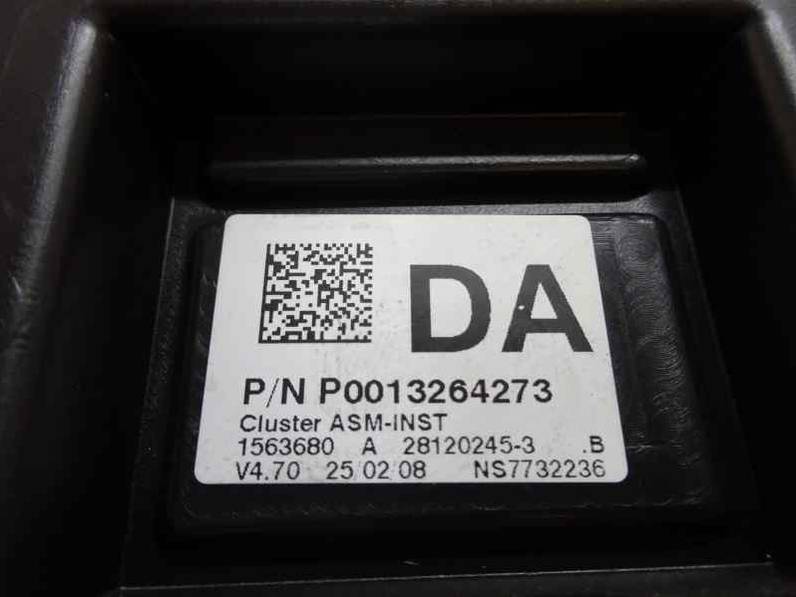 DA
P/N P0013264273
Cluster ASM-INST
1563680 A 28120245-3 .B
V4.70 25/02/08 NS7732236